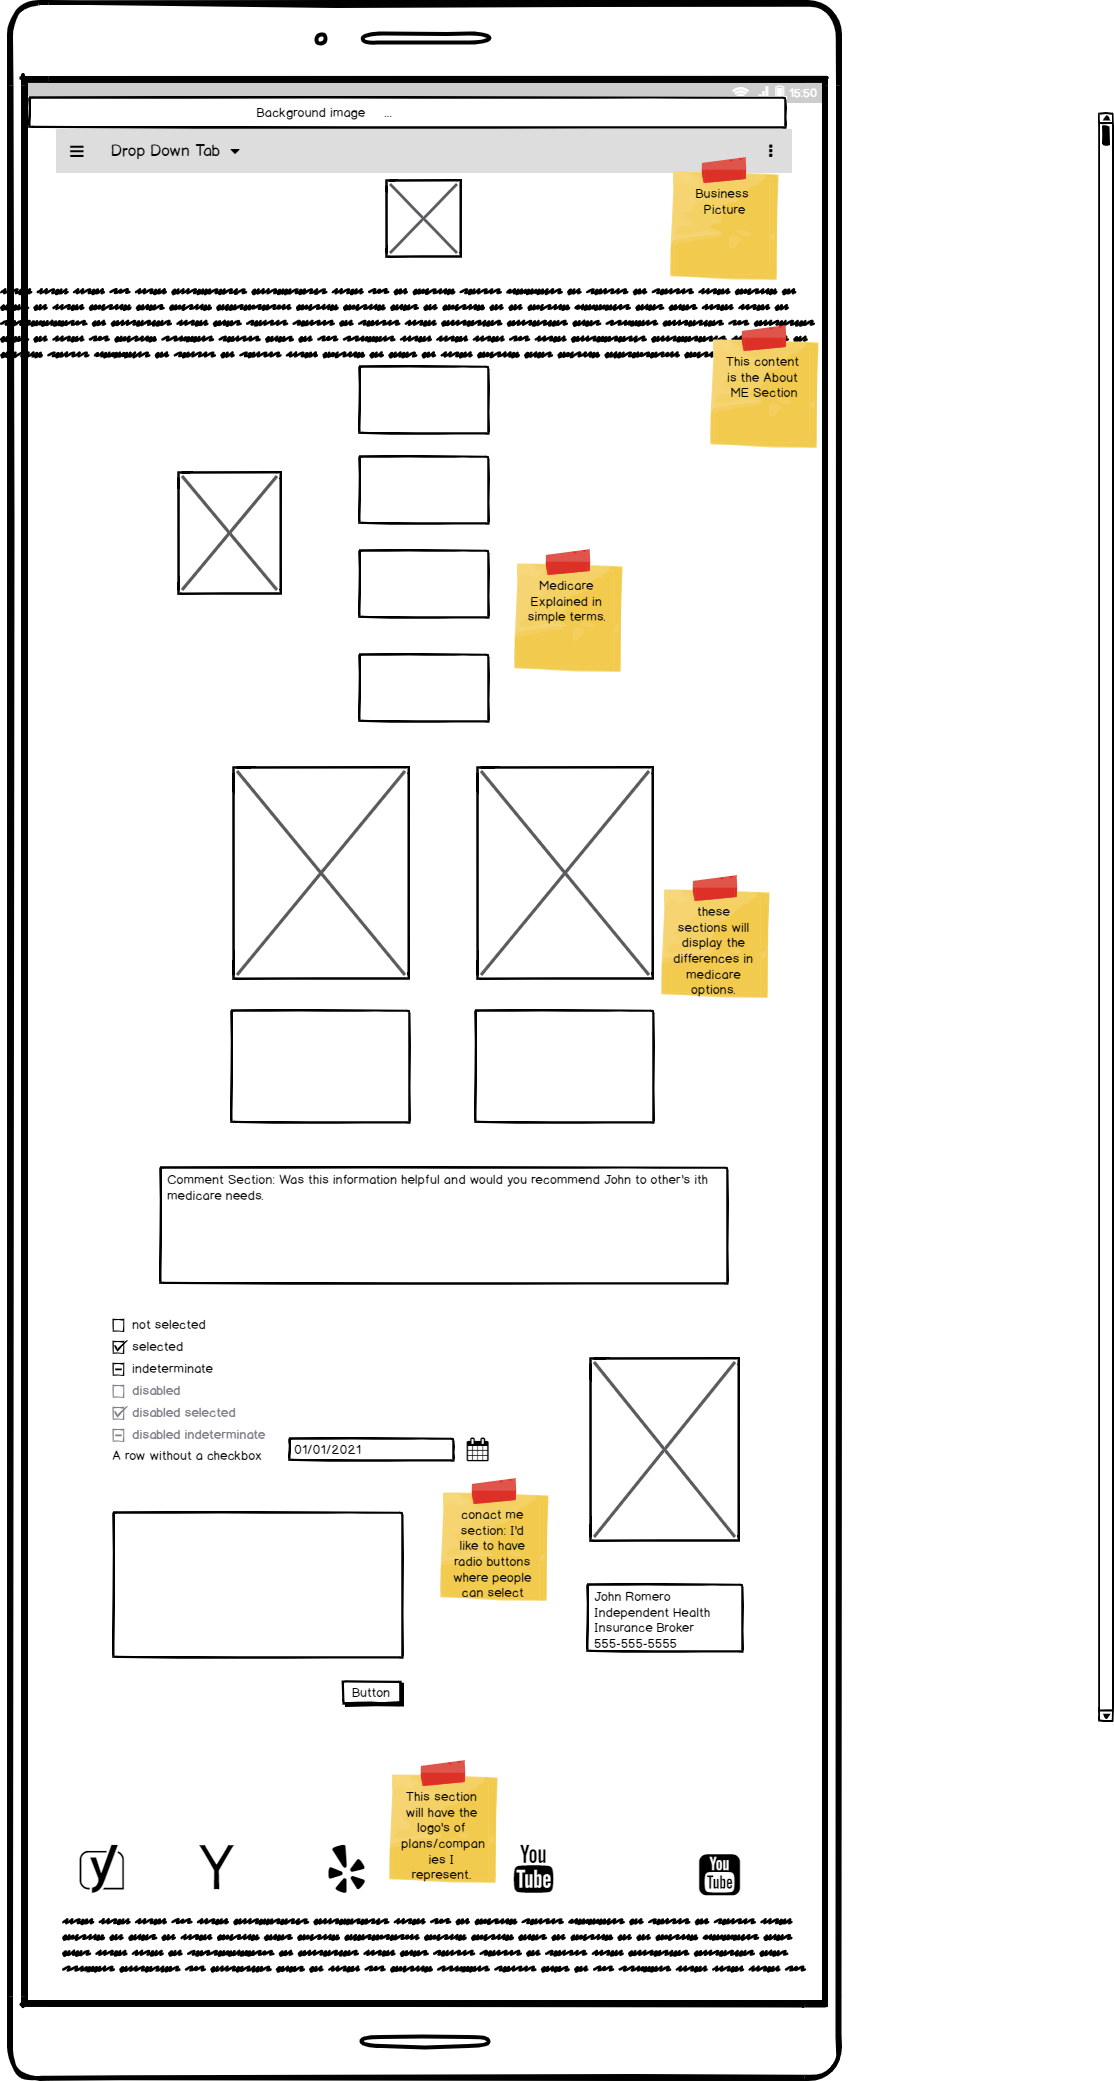 15:50
Background image ...
Drop Down Tab
Business
Picture
This content
is the About
ME Section
Medicare
Explained in
simple terms.
these
sections will
display the
differences in
medicare
options.
Comment Section: Was this information helpful and would you recommend John to other's ith
medicare needs.
not selected
selected
indeterminate
disabled
disabled selected
disabled indeterminate
A row without a checkbox
01/01/2021
conact me
section: I'd
like to have
radio buttons
where people
can select
John Romero
Independent Health
Insurance Broker
555-555-5555
Button
This section
will have the
logo's of
plans/compan
ies I
represent.
y
Y
You
Tube
You
Tube